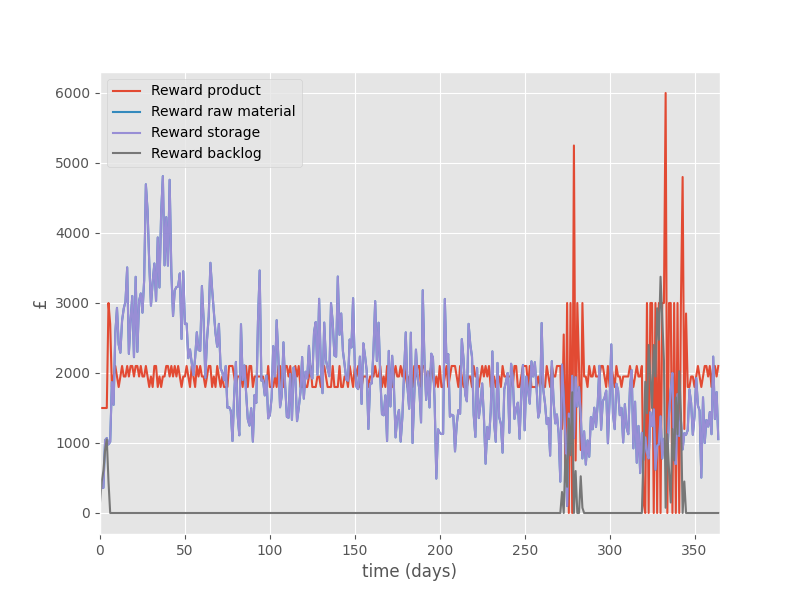 Reward product
Reward raw material
Reward storage
Reward backlog
6000
5000
4000
3000
2000
1000
0
£
0 50 100 150 200 250 300 350
time (days)